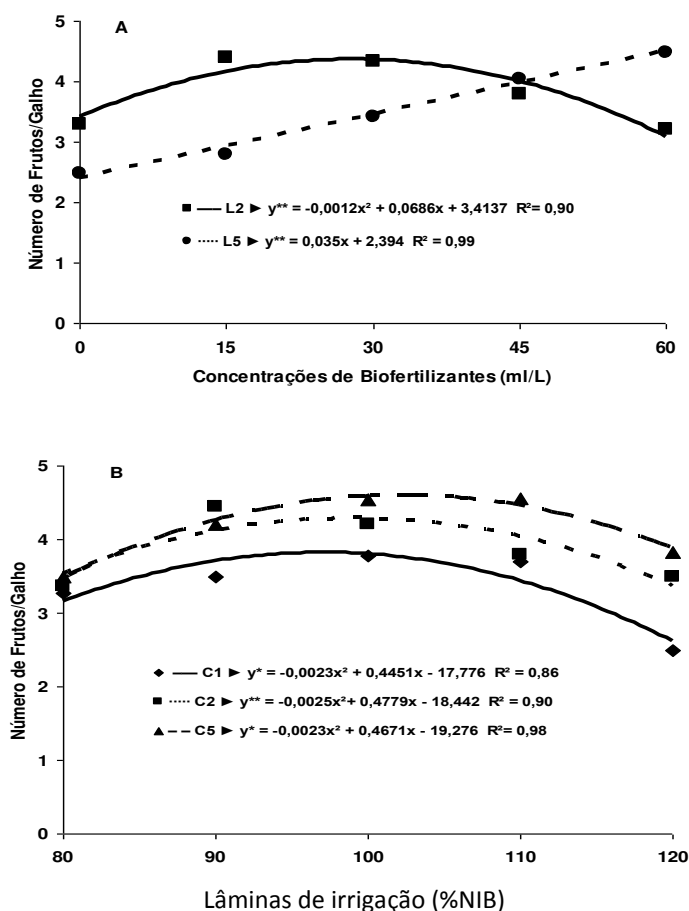 A
5
4
3
2
1
0
Número de Frutos/Galho
L2 ► y** = -0,0012x² + 0,0686x + 3,4137 R²= 0,90
L5 ► y** = 0,035x + 2,394 R² = 0,99
0 15 30 45 60
Concentrações de Biofertilizantes (ml/L)
B
5
4
3
2
1
0
Número de Frutos/Galho
C1 ► y* = -0,0023x² + 0,4451x - 17,776 R² = 0,86
C2 ► y** = -0,0025x²+ 0,4779x - 18,442 R² = 0,90
C5 ► y* = -0,0023x² + 0,4671x - 19,276 R²= 0,98
80 90 100 110 120
Lâminas de irrigação (%NIB)